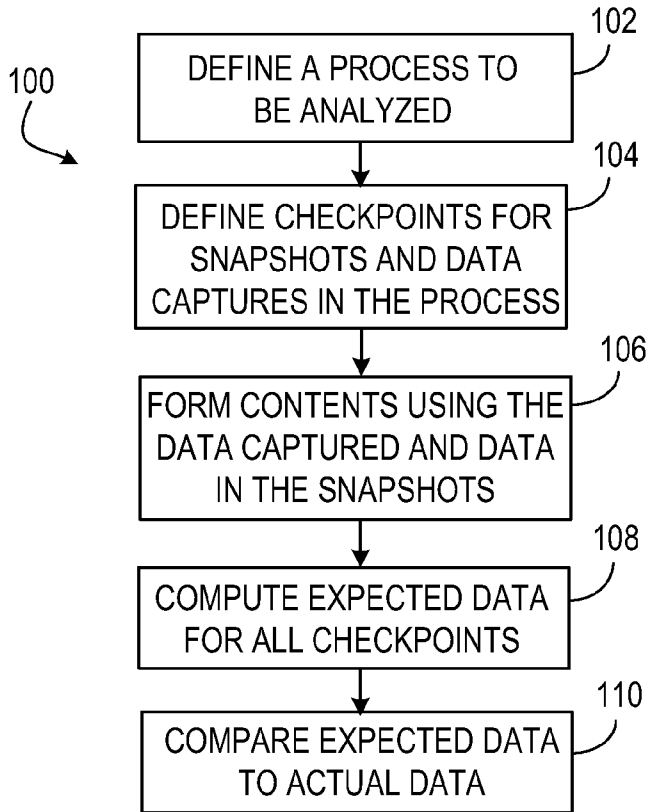 100
102
DEFINE A PROCESS TO
BE ANALYZED
104
DEFINE CHECKPOINTS FOR
SNAPSHOTS AND DATA
CAPTURES IN THE PROCESS
106
FORM CONTENTS USING THE
DATA CAPTURED AND DATA
IN THE SNAPSHOTS
108
COMPUTE EXPECTED DATA
FOR ALL CHECKPOINTS
110
COMPARE EXPECTED DATA
TO ACTUAL DATA